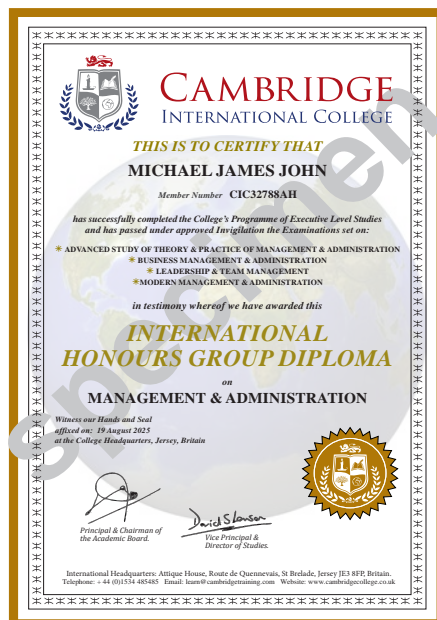 CAMBRIDGE
INTERNATIONAL COLLEGE
THIS IS TO CERTIFY THAT
MICHAEL JAMES JOHN
Member Number CIC32788AH
has successfully completed the College's Programme of Executive Level Studies
and has passed under approved Invigilation the Examinations set on:
✴ ADVANCED STUDY OF THEORY & PRACTICE OF MANAGEMENT & ADMINISTRATION
✴ BUSINESS MANAGEMENT & ADMINISTRATION
✴ LEADERSHIP & TEAM MANAGEMENT
✴MODERN MANAGEMENT & ADMINISTRATION
in testimony whereof we have awarded this
INTERNATIONAL
HONOURS GROUP DIPLOMA
on
MANAGEMENT & ADMINISTRATION
Witness our Hands and Seal
affixed on: 19 August 2025
at the College Headquarters, Jersey, Britain
Principal & Chairman of
the Academic Board.
David S Lawson
Vice Principal &
Director of Studies.
International Headquarters: Attique House, Route de Quennevais, St Brelade, Jersey JE3 8FP, Britain.
Telephone: + 44 (0)1534 485485 Email: learn@cambridgetraining.com Website: www.cambridgecollege.co.uk
specimen